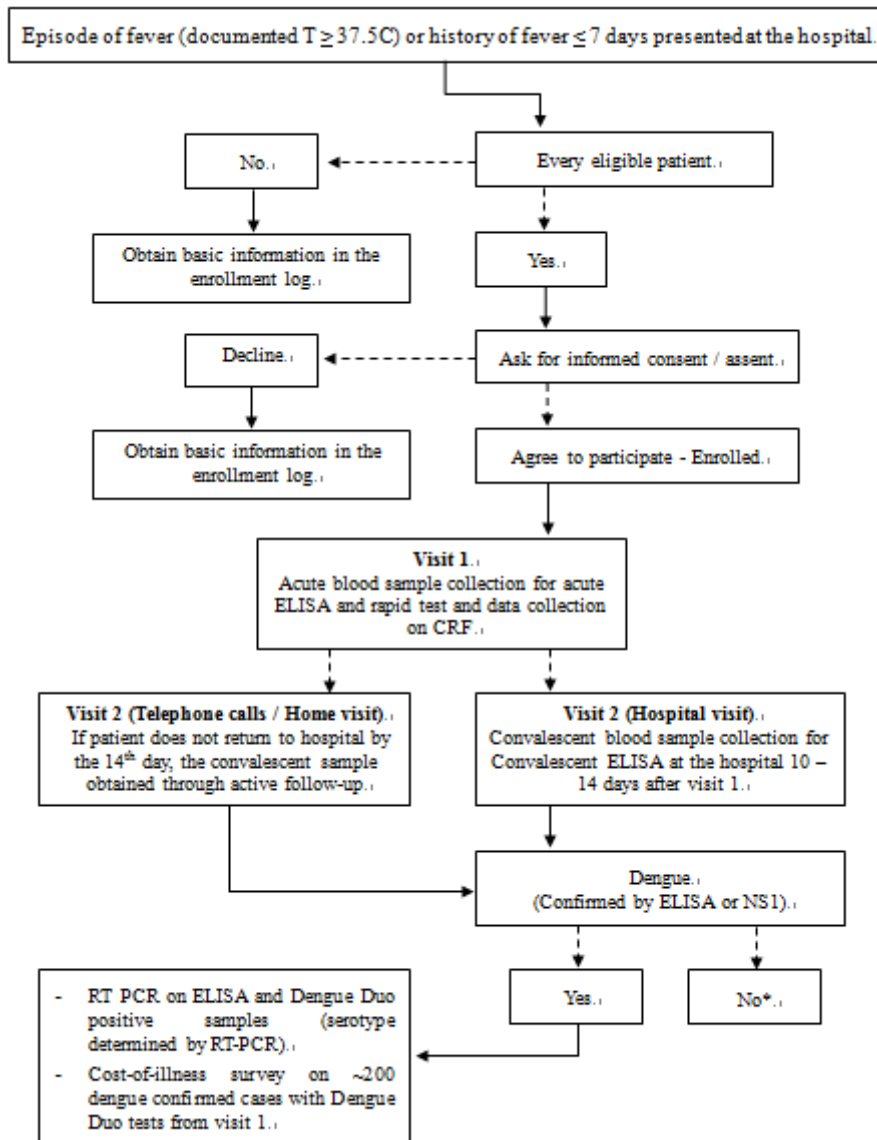 Episode of fever (documented T ≥ 37.5C) or history of fever ≤ 7 days presented at the hospital.
No.
Every eligible patient.
Obtain basic information in the
enrollment log.
Yes.
Decline.
Ask for informed consent / assent.
Obtain basic information in the
enrollment log.
Agree to participate - Enrolled.
Visit 1.
Acute blood sample collection for acute
ELISA and rapid test and data collection
on CRF.
Visit 2 (Telephone calls / Home visit).
If patient does not return to hospital by
the 14th day, the convalescent sample
obtained through active follow-up.
Visit 2 (Hospital visit).
Convalescent blood sample collection for
Convalescent ELISA at the hospital 10 –
14 days after visit 1.
Dengue.
(Confirmed by ELISA or NS1).
Yes.
No*.
- RT PCR on ELISA and Dengue Duo
positive samples (serotype
determined by RT-PCR).
- Cost-of-illness survey on ~200
dengue confirmed cases with Dengue
Duo tests from visit 1.